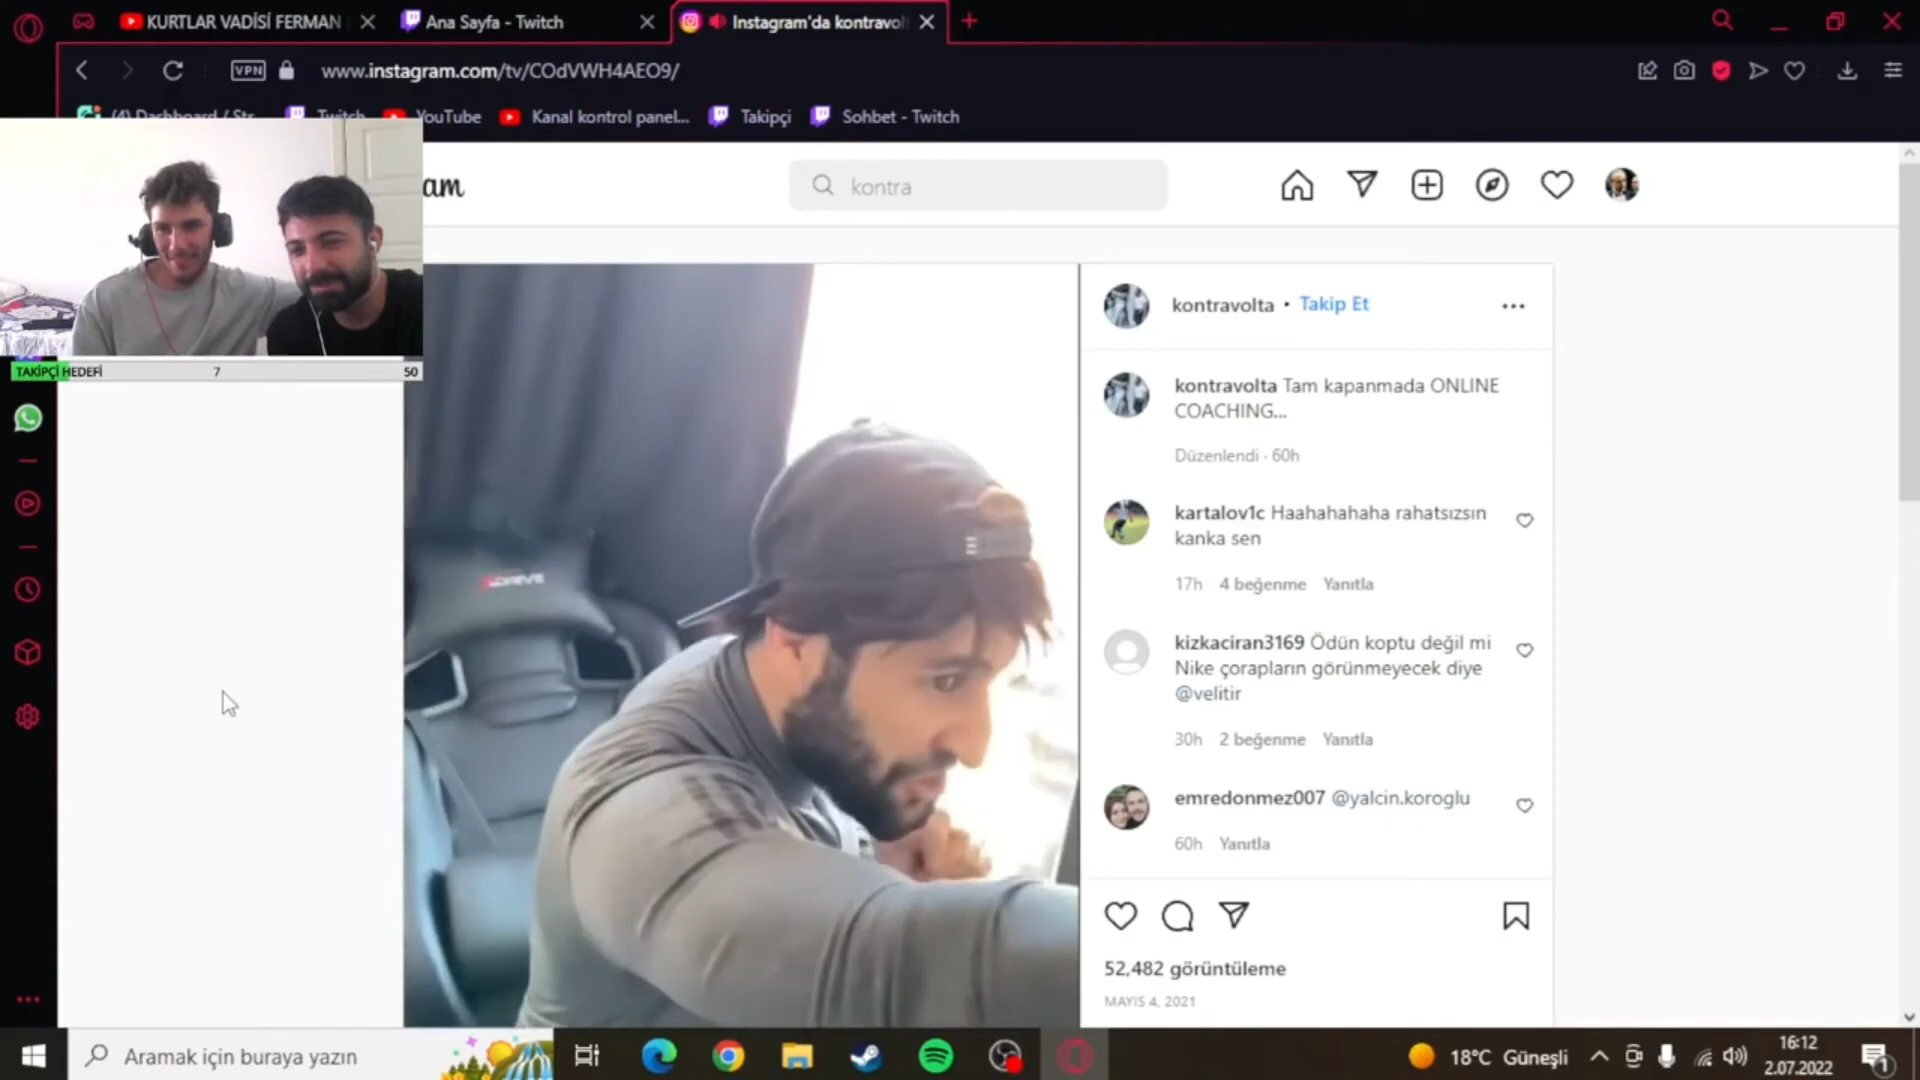 KURTLAR VADİSİ FERMAN
Ana Sayfa - Twitch
Instagram'da kontravol
VPN
www.instagram.com/tv/COdVWH4AEO9/
(4) Dashboard / Str
Twitch
YouTube
Kanal kontrol panel...
Takipçi
Sohbet - Twitch
am
kontra
kontravolta • Takip Et
kontravolta Tam kapanmada ONLINE
COACHING...
Düzenlendi · 60h
kartalov1c Haahahahaha rahatsızsın
kanka sen
17h 4 beğenme Yanıtla
kizkaciran3169 Ödün koptu değil mi
Nike çorapların görünmeyecek diye
@velitir
30h 2 beğenme Yanıtla
emredonmez007 @yalcin.koroglu
60h Yanıtla
52,482 görüntüleme
MAYIS 4, 2021
TAKİPÇİ HEDEFİ 7 50
Aramak için buraya yazın
18°C Güneşli
16:12
2.07.2022
1